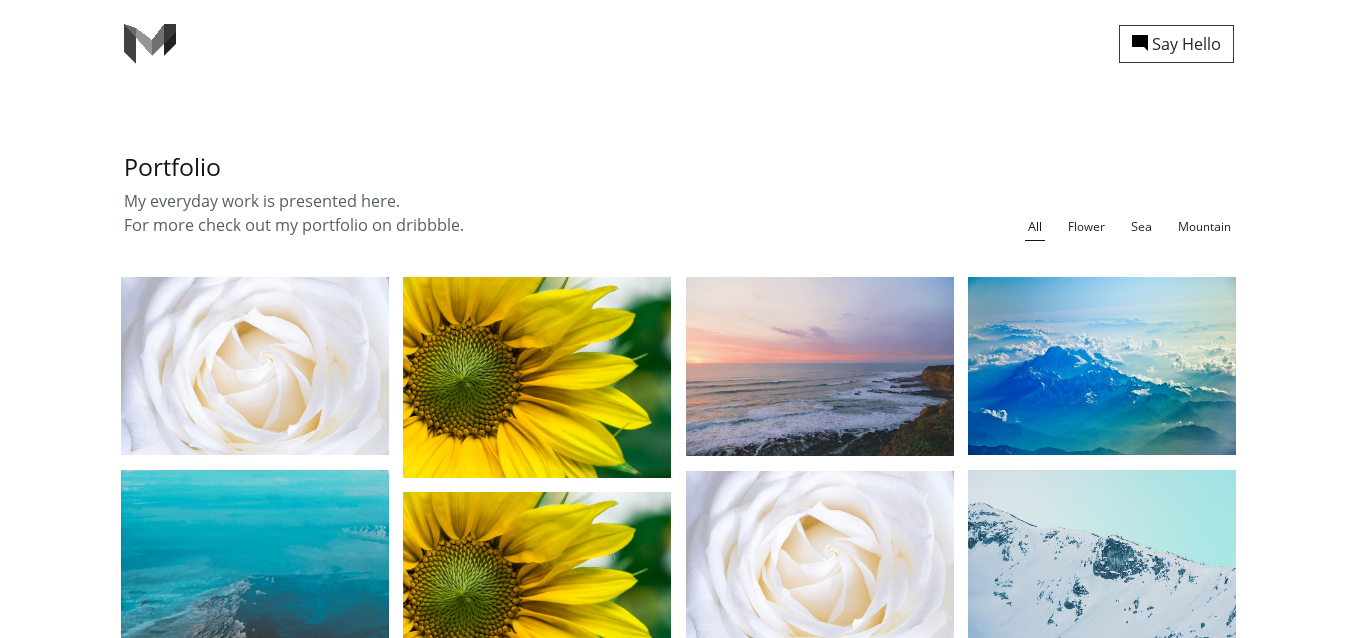 Say Hello
Portfolio
My everyday work is presented here.
For more check out my portfolio on dribbble.
All Flower Sea Mountain